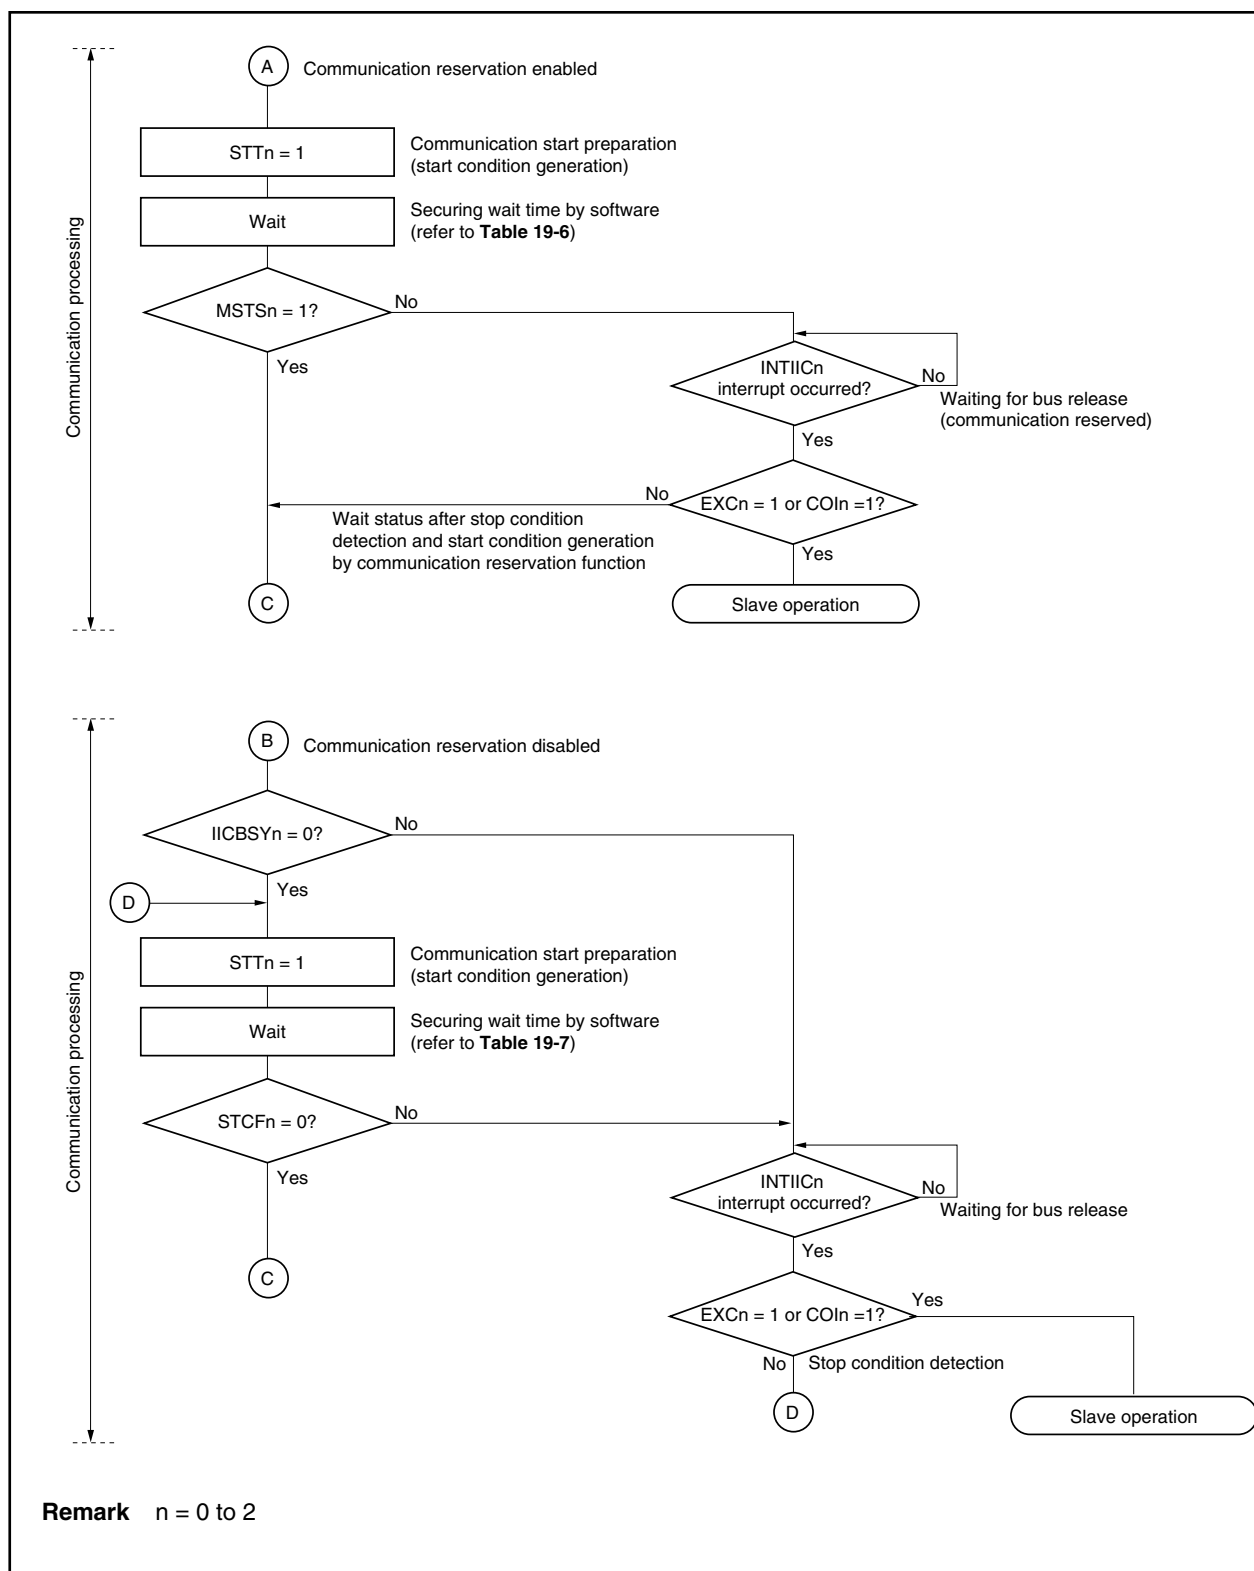 A Communication reservation enabled
STTn = 1
Communication start preparation
(start condition generation)
Wait
Securing wait time by software
(refer to Table 19-6)
MSTSn = 1?
No
Yes
INTIICn
interrupt occurred?
No
Waiting for bus release
(communication reserved)
Yes
EXCn = 1 or COIn =1?
No
Wait status after stop condition
detection and start condition generation
by communication reservation function
Yes
C
Slave operation
Communication processing
B Communication reservation disabled
IICBSYn = 0?
No
Yes
D
STTn = 1
Communication start preparation
(start condition generation)
Wait
Securing wait time by software
(refer to Table 19-7)
STCFn = 0?
No
Yes
INTIICn
interrupt occurred?
No
Waiting for bus release
Yes
C
EXCn = 1 or COIn =1?
Yes
No Stop condition detection
D
Slave operation
Communication processing
Remark n = 0 to 2